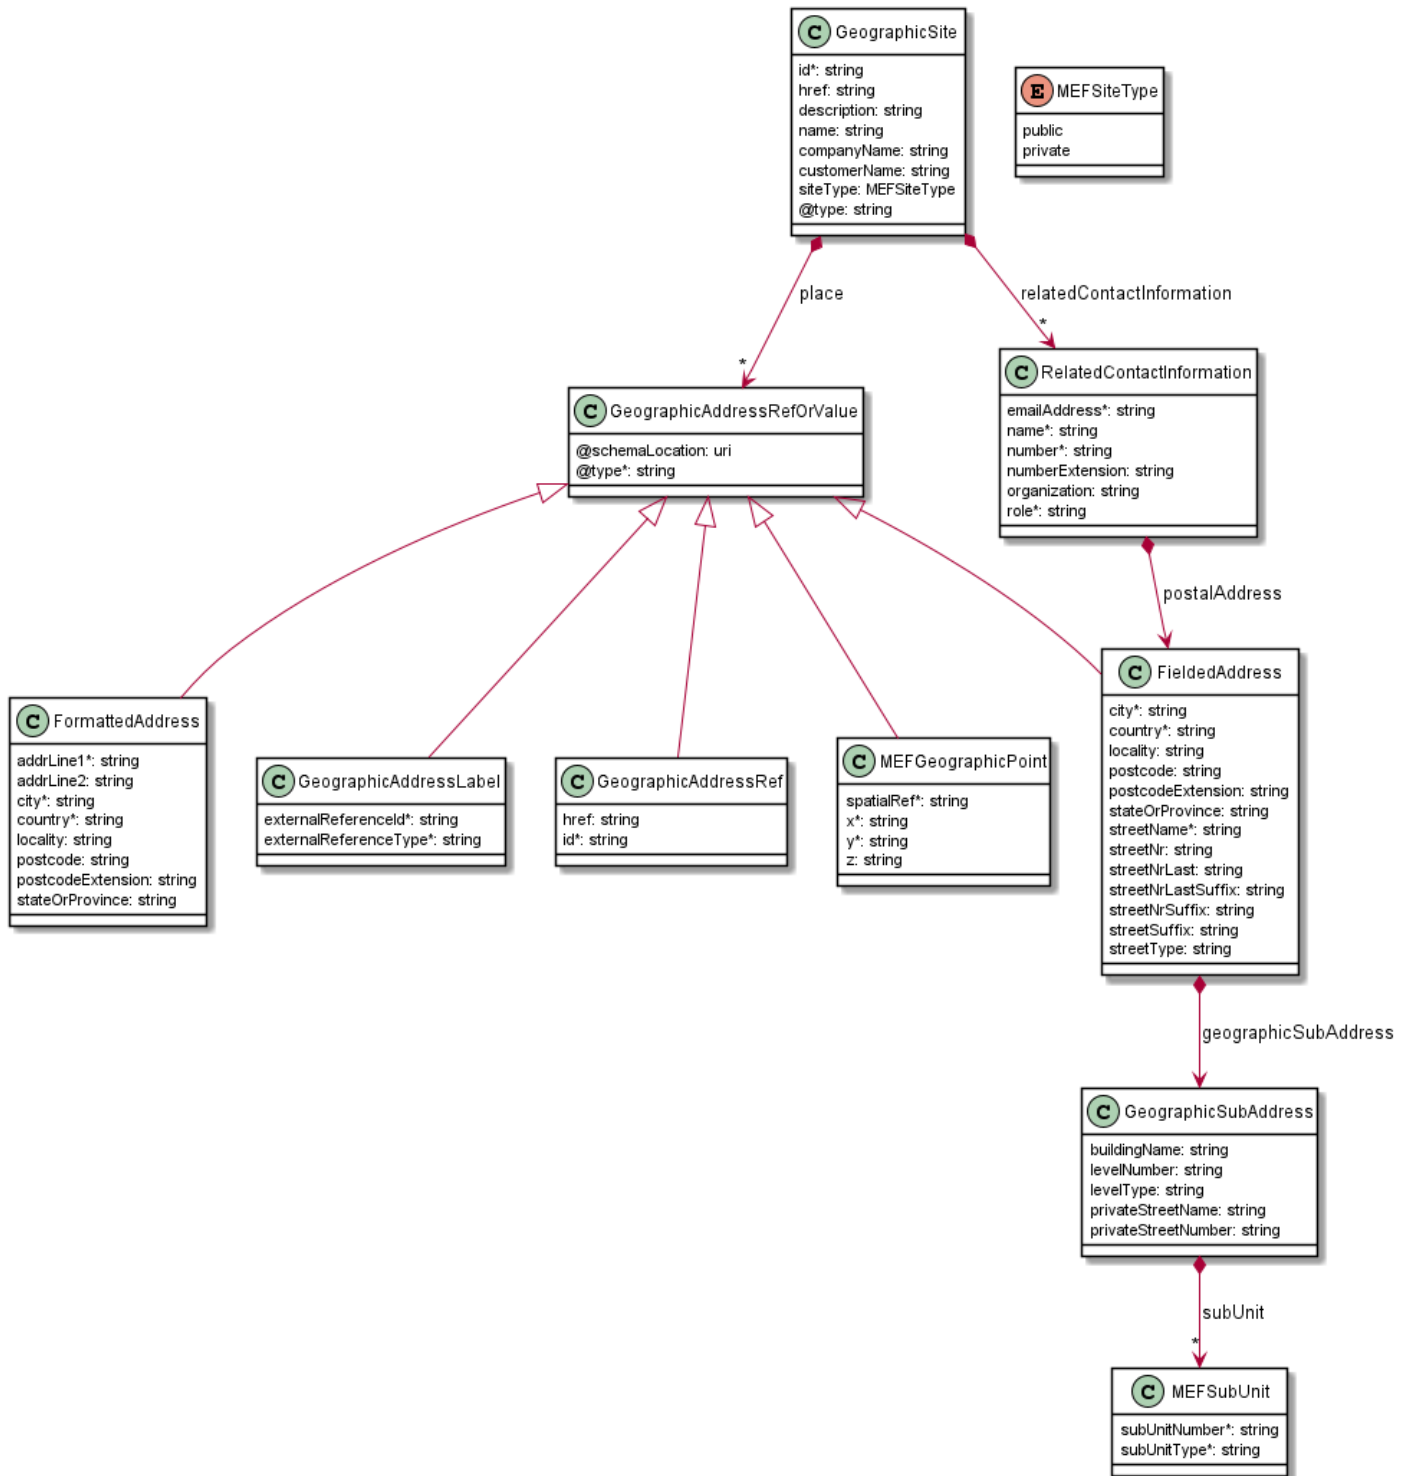 C GeographicSite
id*: string
href: string
description: string
name: string
companyName: string
customerName: string
siteType: MEFSiteType
@type: string
E MEFSiteType
public
private
place
*
relatedContactInformation
*
C GeographicAddressRefOrValue
@schemaLocation: uri
@type*: string
C RelatedContactInformation
emailAddress*: string
name*: string
number*: string
numberExtension: string
organization: string
role*: string
postalAddress
C FormattedAddress
addrLine1*: string
addrLine2: string
city*: string
country*: string
locality: string
postcode: string
postcodeExtension: string
stateOrProvince: string
C GeographicAddressLabel
externalReferenceId*: string
externalReferenceType*: string
C GeographicAddressRef
href: string
id*: string
C MEFGeographicPoint
spatialRef*: string
x*: string
y*: string
z: string
C FieldedAddress
city*: string
country*: string
locality: string
postcode: string
postcodeExtension: string
stateOrProvince: string
streetName*: string
streetNr: string
streetNrLast: string
streetNrLastSuffix: string
streetNrSuffix: string
streetSuffix: string
streetType: string
geographicSubAddress
C GeographicSubAddress
buildingName: string
levelNumber: string
levelType: string
privateStreetName: string
privateStreetNumber: string
subUnit
*
C MEFSubUnit
subUnitNumber*: string
subUnitType*: string